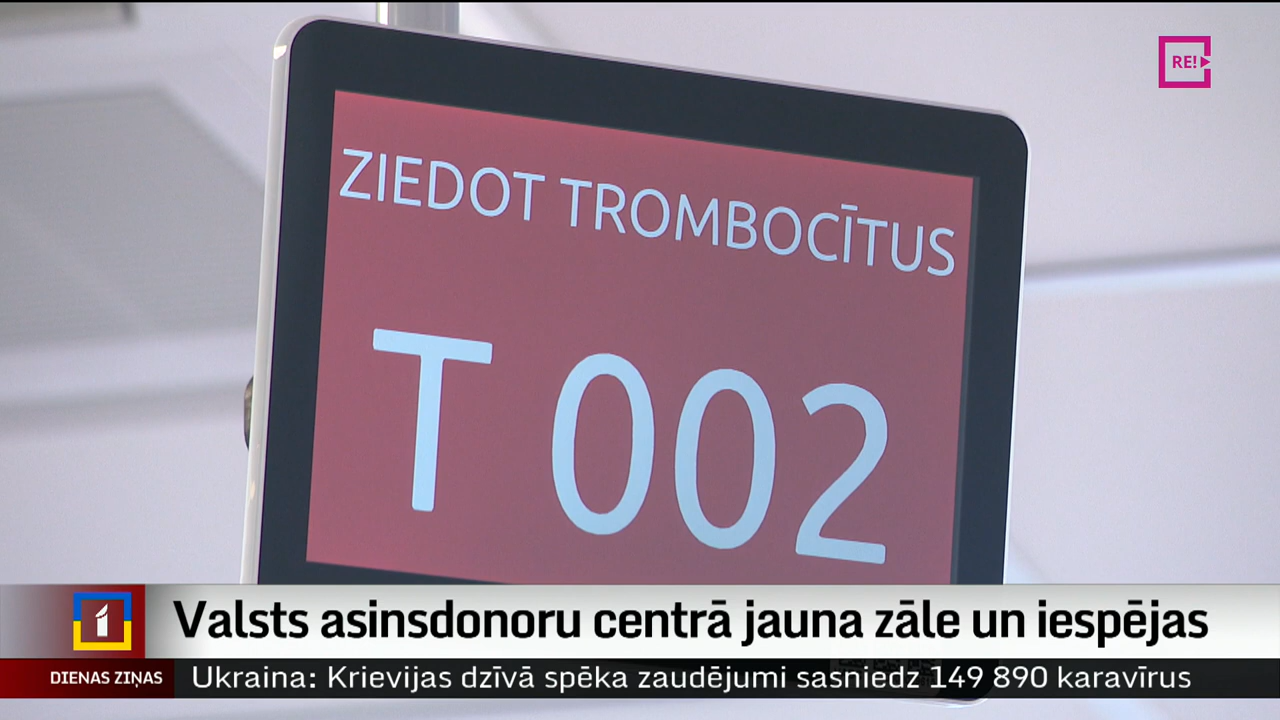 RE!
ZIEDOT TROMBOCĪTUS
T 002
1
Valsts asinsdonoru centrā jauna zāle un iespējas
DIENAS ZIŅAS
Ukraina: Krievijas dzīvā spēka zaudējumi sasniedz 149 890 karavīrus